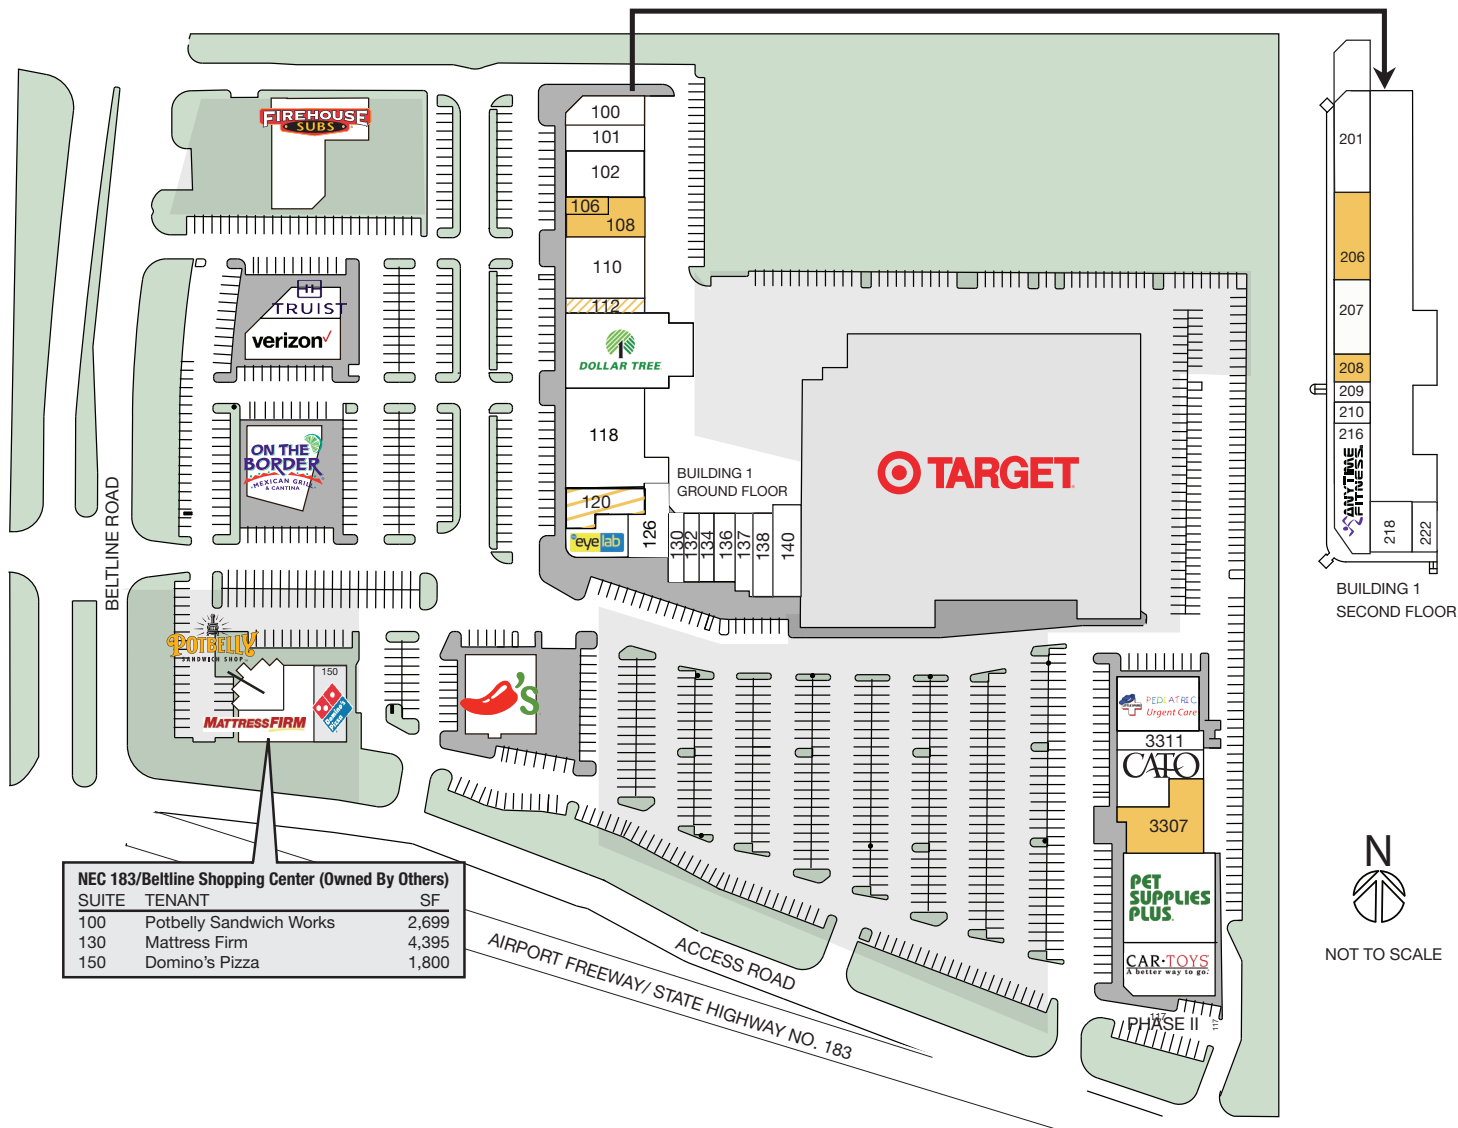 FIREHOUSE
SUBS
100
101
102
106
108
110
112
DOLLAR TREE
118
120
eyelab
126
130
132
134
136
137
138
140
BUILDING 1
GROUND FLOOR
TARGET
201
206
207
208
209
210
216
ANYTIME
FITNESS
218
222
BUILDING 1
SECOND FLOOR
TRUIST
verizon
ON THE
BORDER
MEXICAN GRILL
& CANTINA
BELTLINE ROAD
POTBELLY
SANDWICH SHOP
150
MATTRESSFIRM
Domino's
Pizza
'S
PEDIATRIC
Urgent Care
3311
CATO
3307
PET
SUPPLIES
PLUS
CAR·TOYS
A better way to go.
117
PHASE II
117
N
NOT TO SCALE
NEC 183/Beltline Shopping Center (Owned By Others)
SUITE TENANT SF
100 Potbelly Sandwich Works 2,699
130 Mattress Firm 4,395
150 Domino's Pizza 1,800
ACCESS ROAD
AIRPORT FREEWAY/ STATE HIGHWAY NO. 183